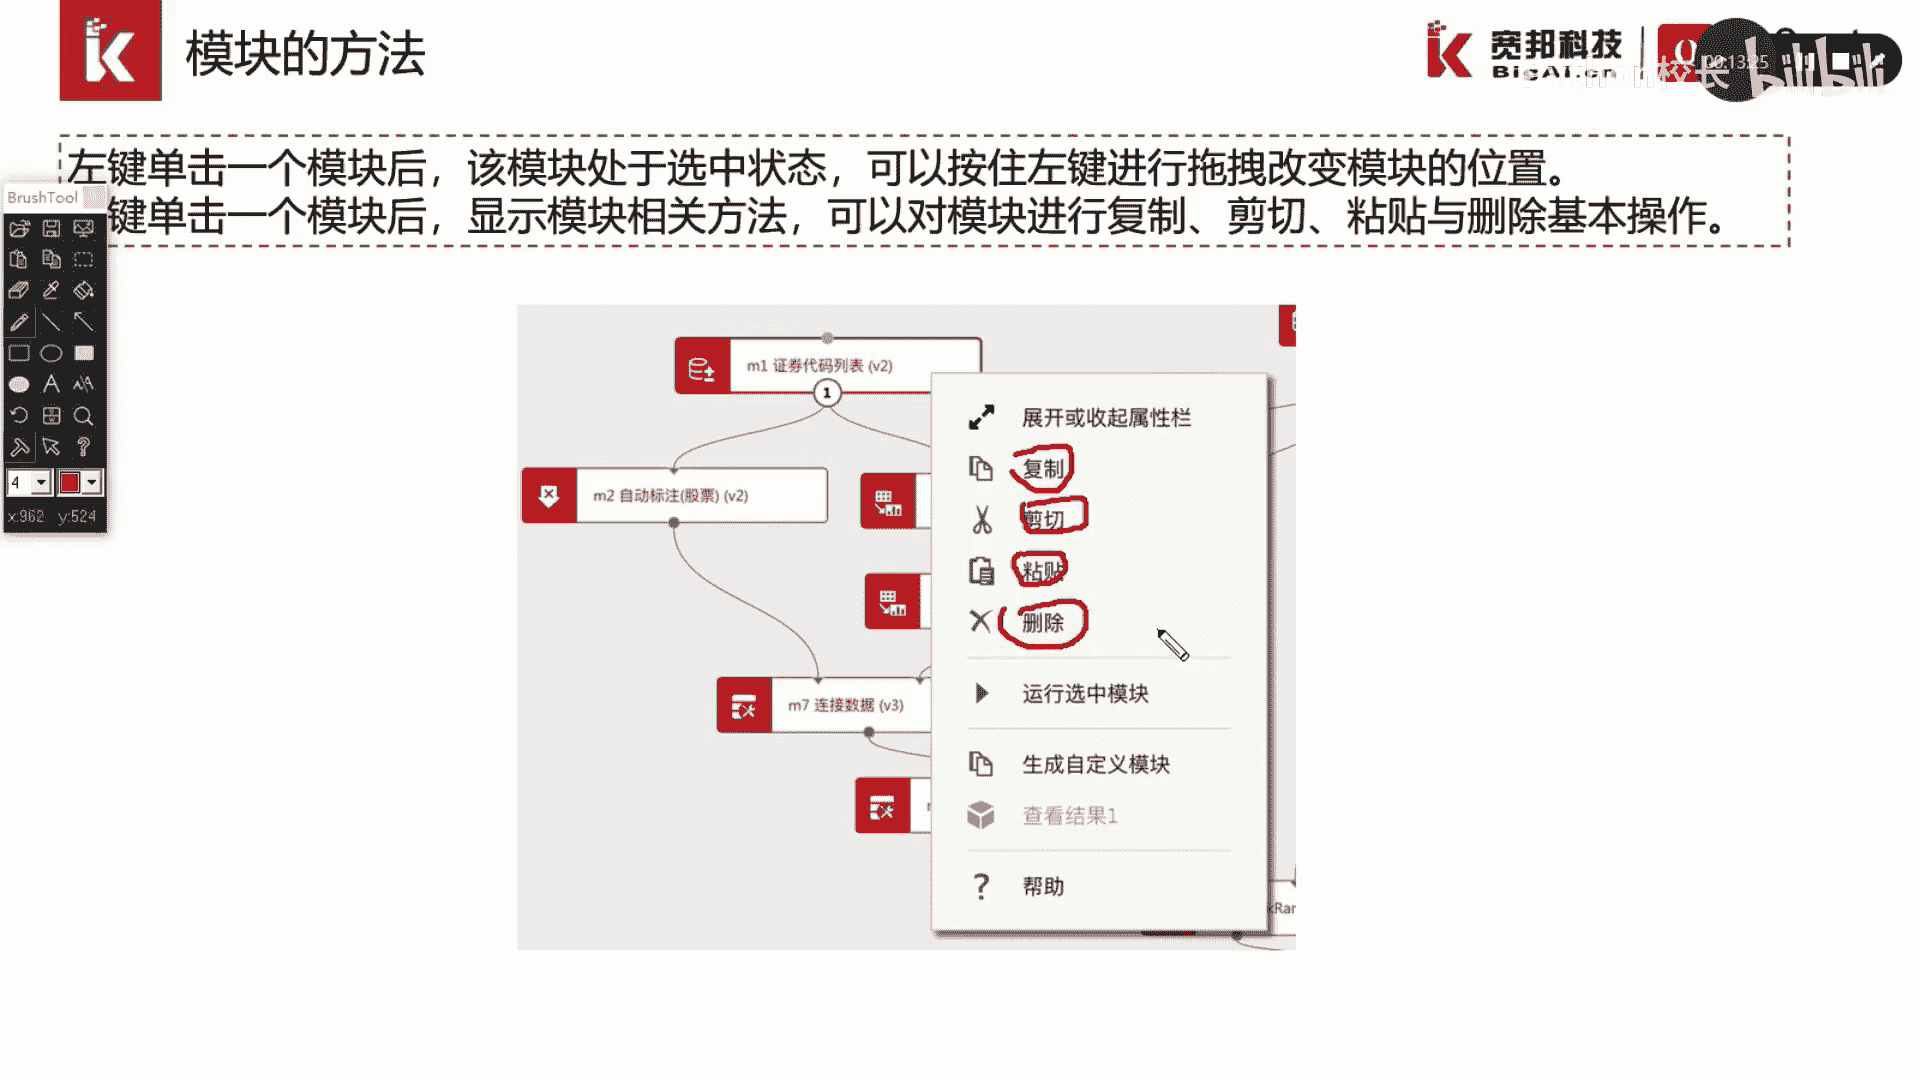 模块的方法
宽邦科技
BigAI.cn
00:13:25
bilibili
左键单击一个模块后，该模块处于选中状态，可以按住左键进行拖拽改变模块的位置。
键单击一个模块后，显示模块相关方法，可以对模块进行复制、剪切、粘贴与删除基本操作。
BrushTool
4
x:962 y:524
m1 证券代码列表 (v2)
1
m2 自动标注(股票) (v2)
m7 连接数据 (v3)
展开或收起属性栏
复制
剪切
粘贴
删除
运行选中模块
生成自定义模块
查看结果1
帮助